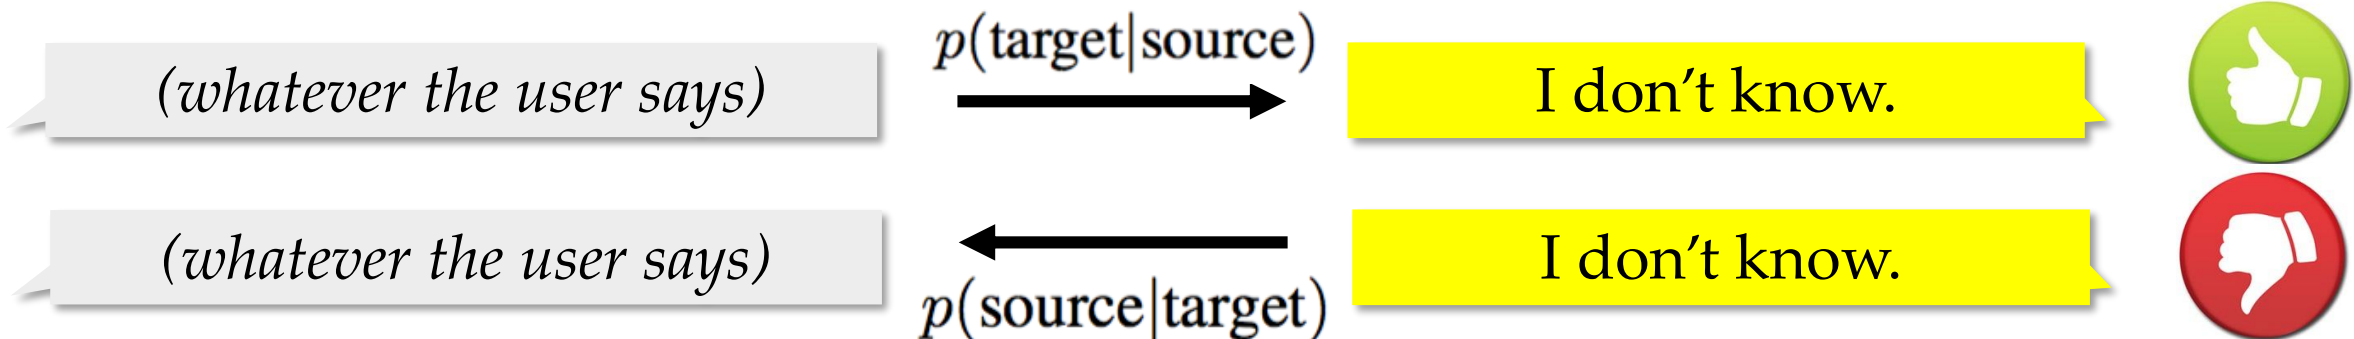 p(target|source)
(whatever the user says)
I don’t know.
(whatever the user says)
I don’t know.
p(source|target)